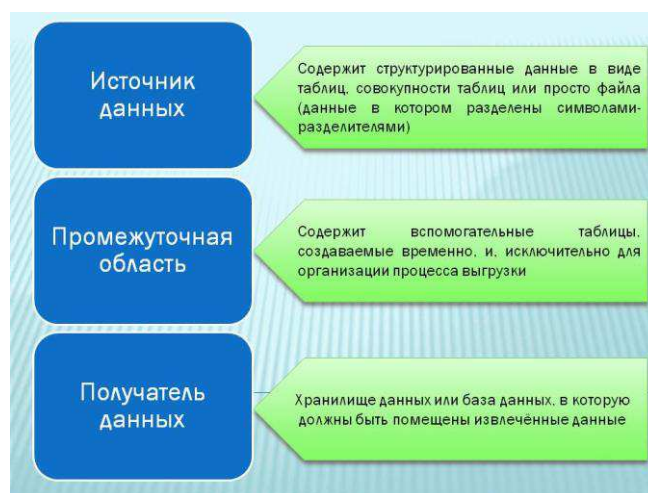 Источник
данных
Содержит структурированные данные в виде
таблиц, совокупности таблиц или просто файла
(данные в котором разделены символами-
разделителями)
Промежуточная
область
Содержит вспомогательные таблицы,
создаваемые временно, и, исключительно для
организации процесса выгрузки
Получатель
данных
Хранилище данных или база данных, в которую
должны быть помещены извлечённые данные